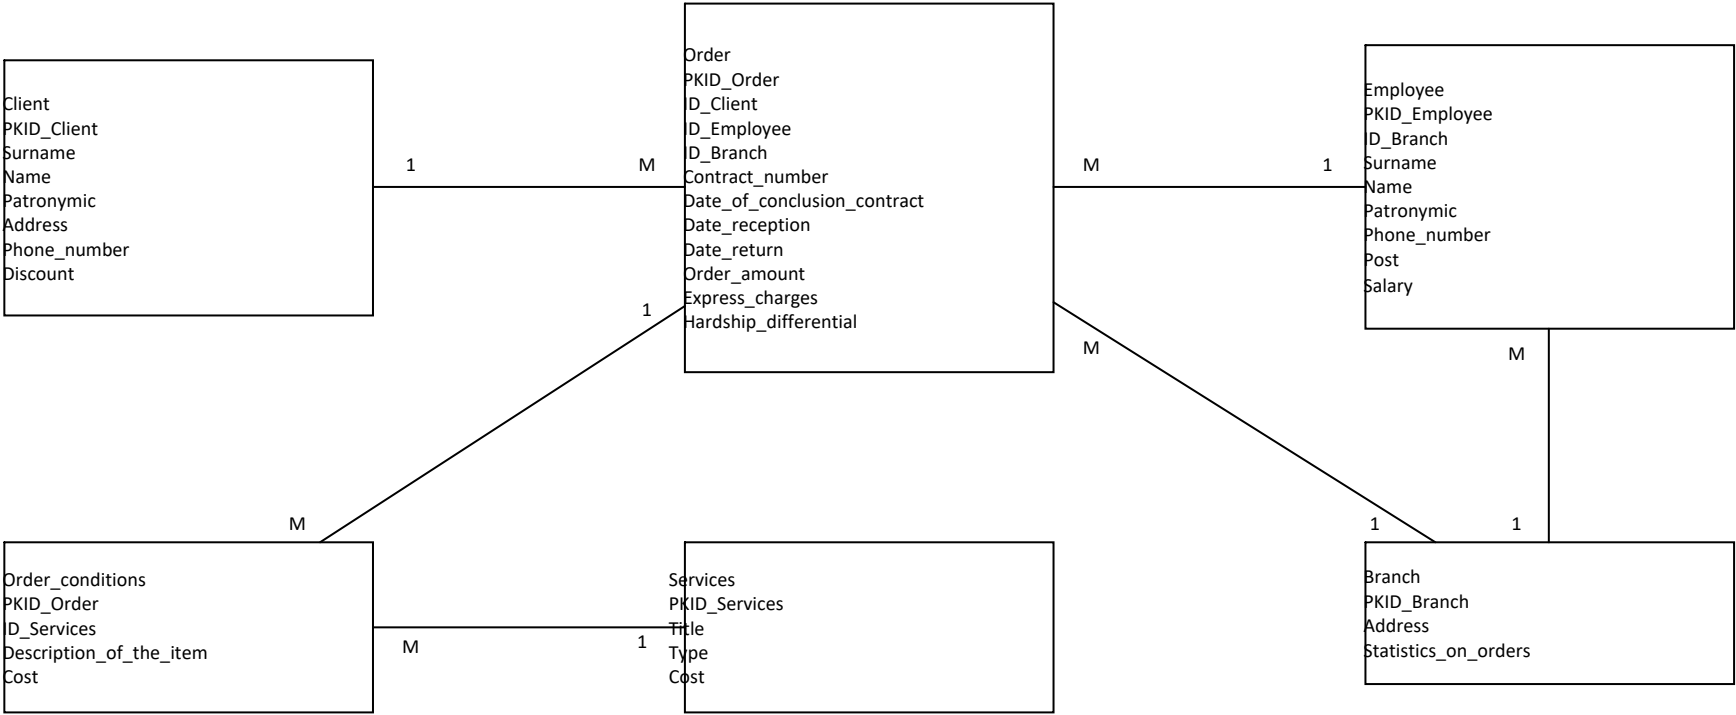 Client
PKID_Client
Surname
Name
Patronymic
Address
Phone_number
Discount
1
M
Order
PKID_Order
ID_Client
ID_Employee
ID_Branch
Contract_number
Date_of_conclusion_contract
Date_reception
Date_return
Order_amount
Express_charges
Hardship_differential
M
1
Employee
PKID_Employee
ID_Branch
Surname
Name
Patronymic
Phone_number
Post
Salary
1
M
M
M
1
1
Order_conditions
PKID_Order
ID_Services
Description_of_the_item
Cost
M
1
Services
PKID_Services
Title
Type
Cost
Branch
PKID_Branch
Address
Statistics_on_orders